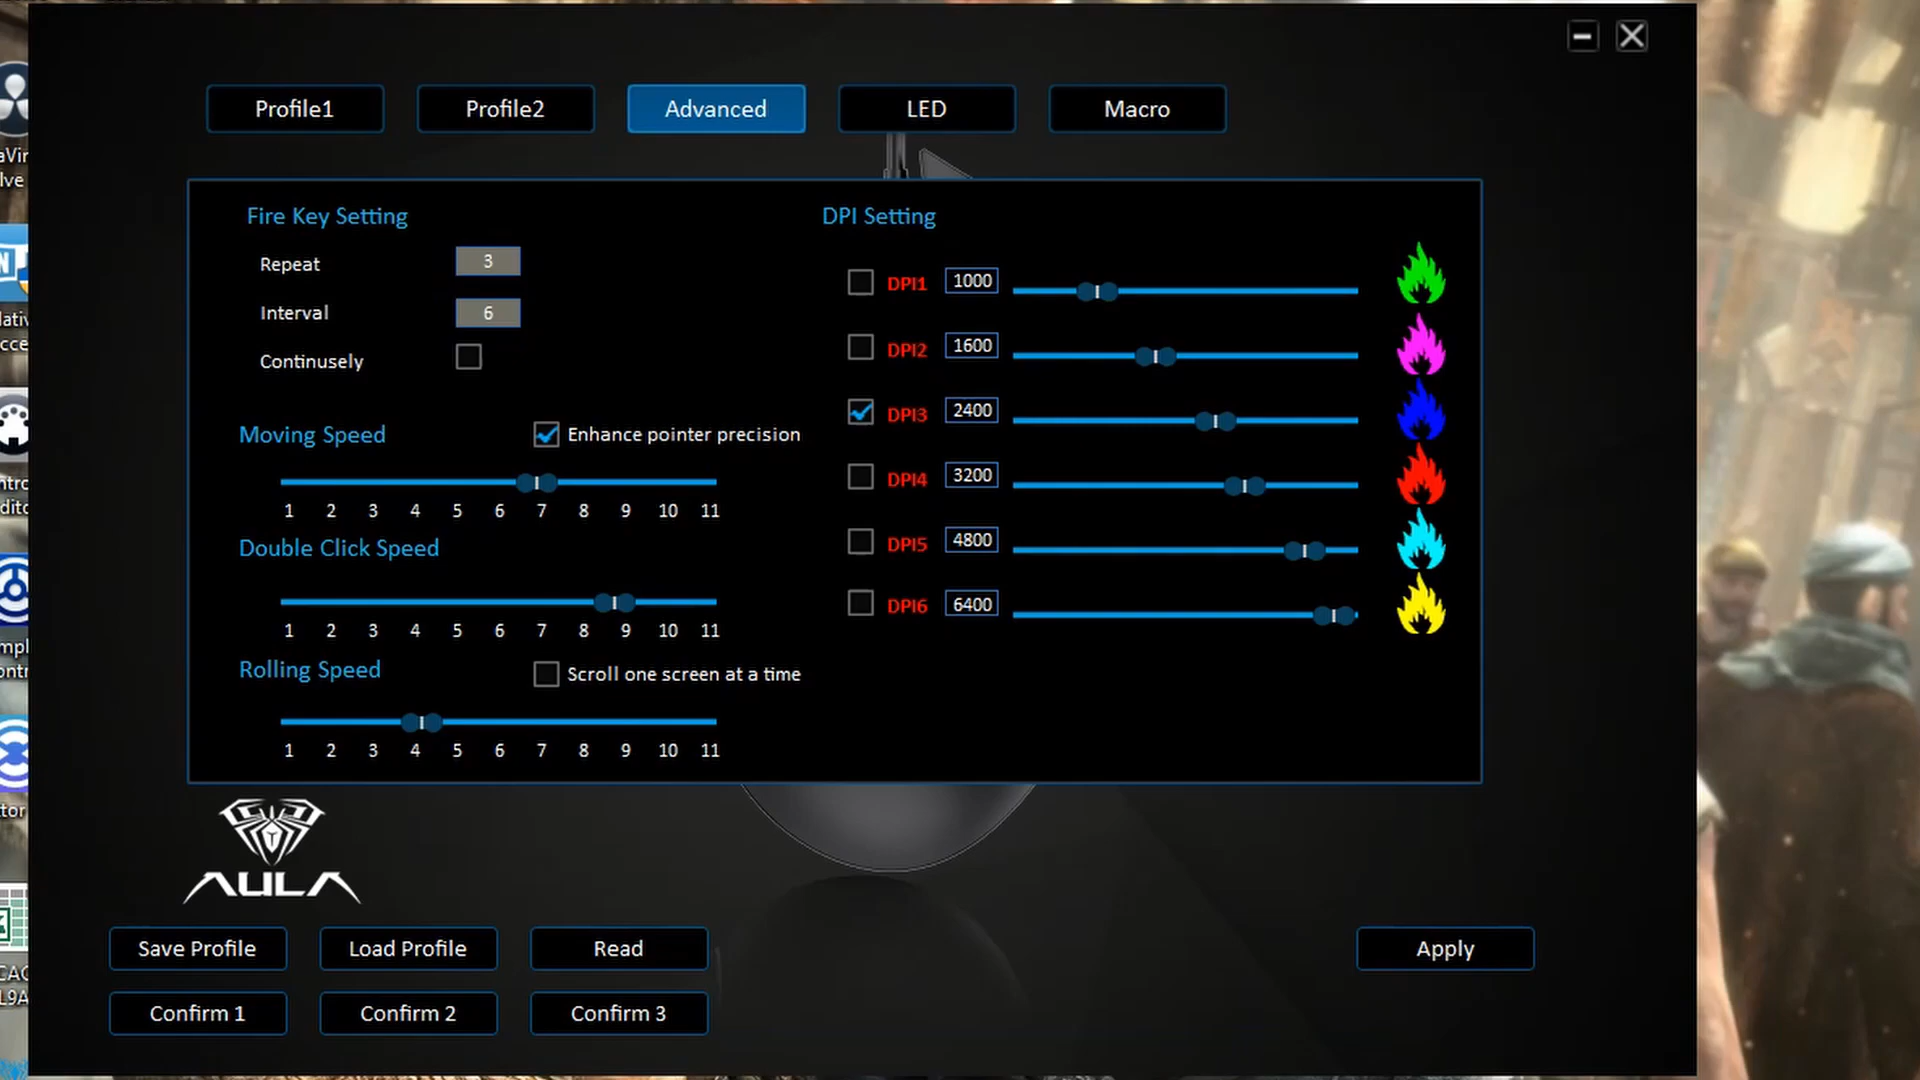 Profile1
Profile2
Advanced
LED
Macro
Fire Key Setting
Repeat
3
Interval
6
Continusely
Moving Speed
Enhance pointer precision
1 2 3 4 5 6 7 8 9 10 11
Double Click Speed
1 2 3 4 5 6 7 8 9 10 11
Rolling Speed
Scroll one screen at a time
1 2 3 4 5 6 7 8 9 10 11
DPI Setting
DPI1 1000
DPI2 1600
DPI3 2400
DPI4 3200
DPI5 4800
DPI6 6400
AULA
Save Profile
Load Profile
Read
Apply
Confirm 1
Confirm 2
Confirm 3